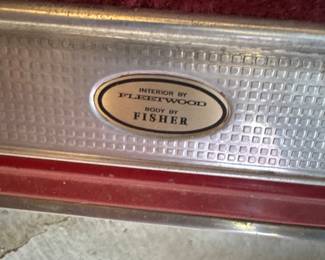 INTERIOR BY
FLEETWOOD
BODY BY
FISHER